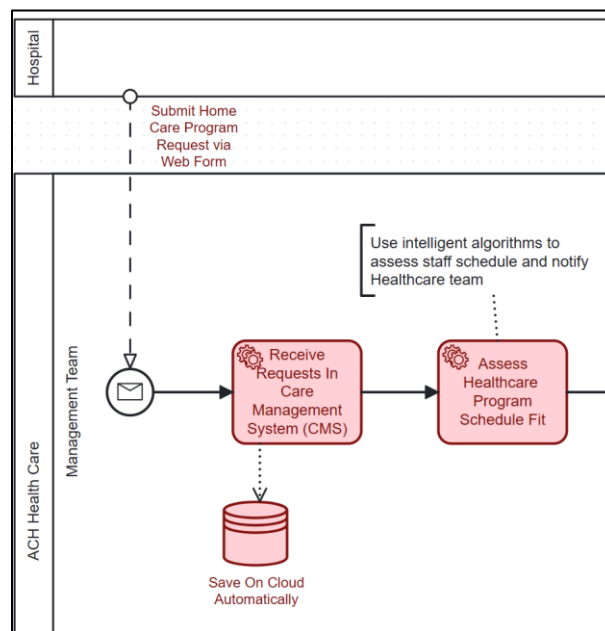 Hospital
Submit Home
Care Program
Request via
Web Form
ACH Health Care
Management Team
Use intelligent algorithms to
assess staff schedule and notify
Healthcare team
Receive
Requests In
Care
Management
System (CMS)
Assess
Healthcare
Program
Schedule Fit
Save On Cloud
Automatically